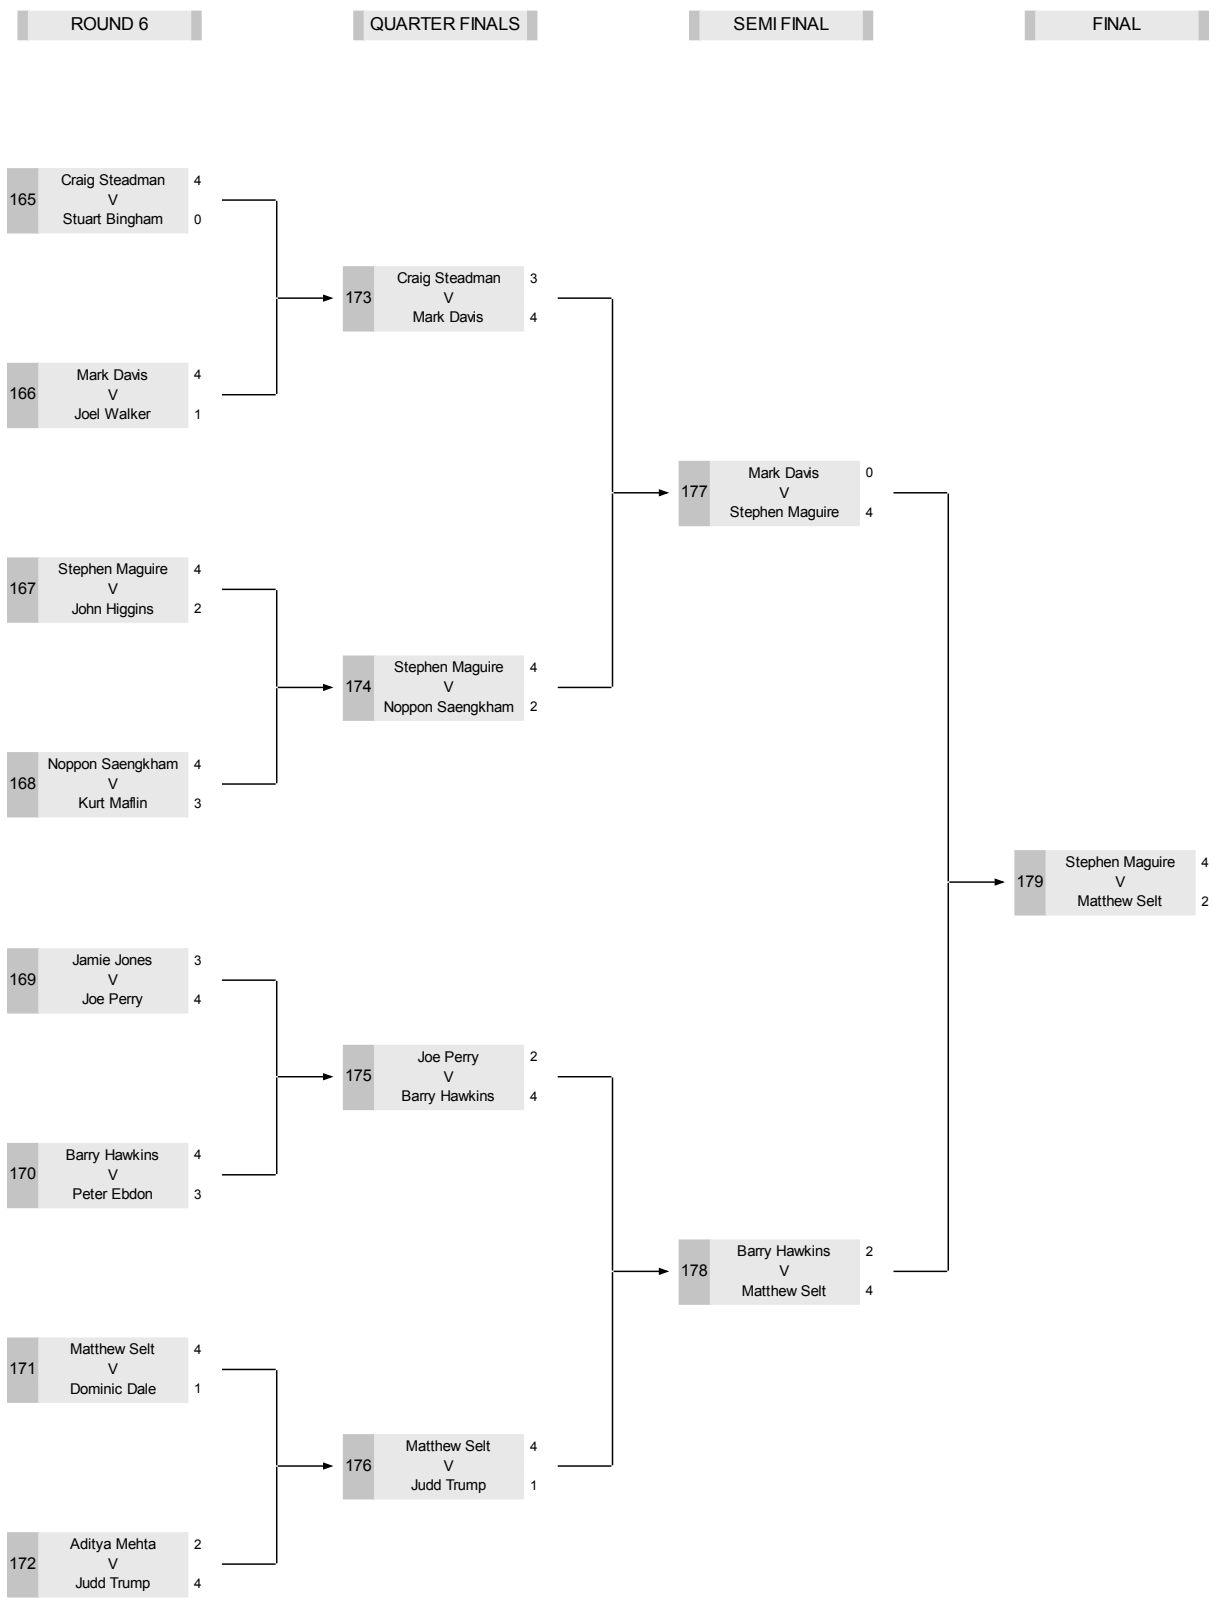 ROUND 6
QUARTER FINALS
SEMI FINAL
FINAL
165
Craig Steadman 4
V
Stuart Bingham 0
166
Mark Davis 4
V
Joel Walker 1
167
Stephen Maguire 4
V
John Higgins 2
168
Noppon Saengkham 4
V
Kurt Maflin 3
169
Jamie Jones 3
V
Joe Perry 4
170
Barry Hawkins 4
V
Peter Ebdon 3
171
Matthew Selt 4
V
Dominic Dale 1
172
Aditya Mehta 2
V
Judd Trump 4
173
Craig Steadman 3
V
Mark Davis 4
174
Stephen Maguire 4
V
Noppon Saengkham 2
175
Joe Perry 2
V
Barry Hawkins 4
176
Matthew Selt 4
V
Judd Trump 1
177
Mark Davis 0
V
Stephen Maguire 4
178
Barry Hawkins 2
V
Matthew Selt 4
179
Stephen Maguire 4
V
Matthew Selt 2